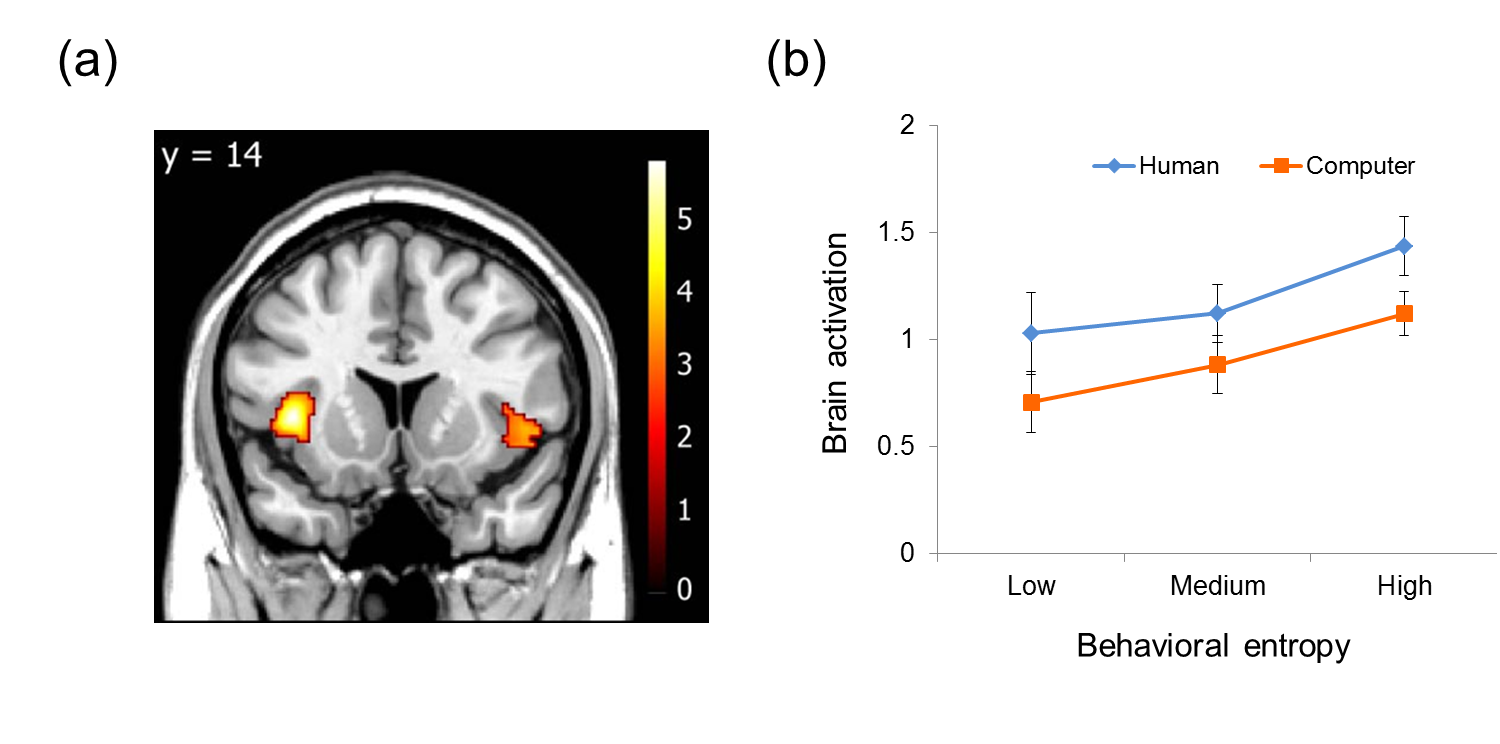 (a)
y = 14
5
4
3
2
1
0
(b)
2
1.5
1
0.5
0
Brain activation
Human
Computer
Low
Medium
High
Behavioral entropy